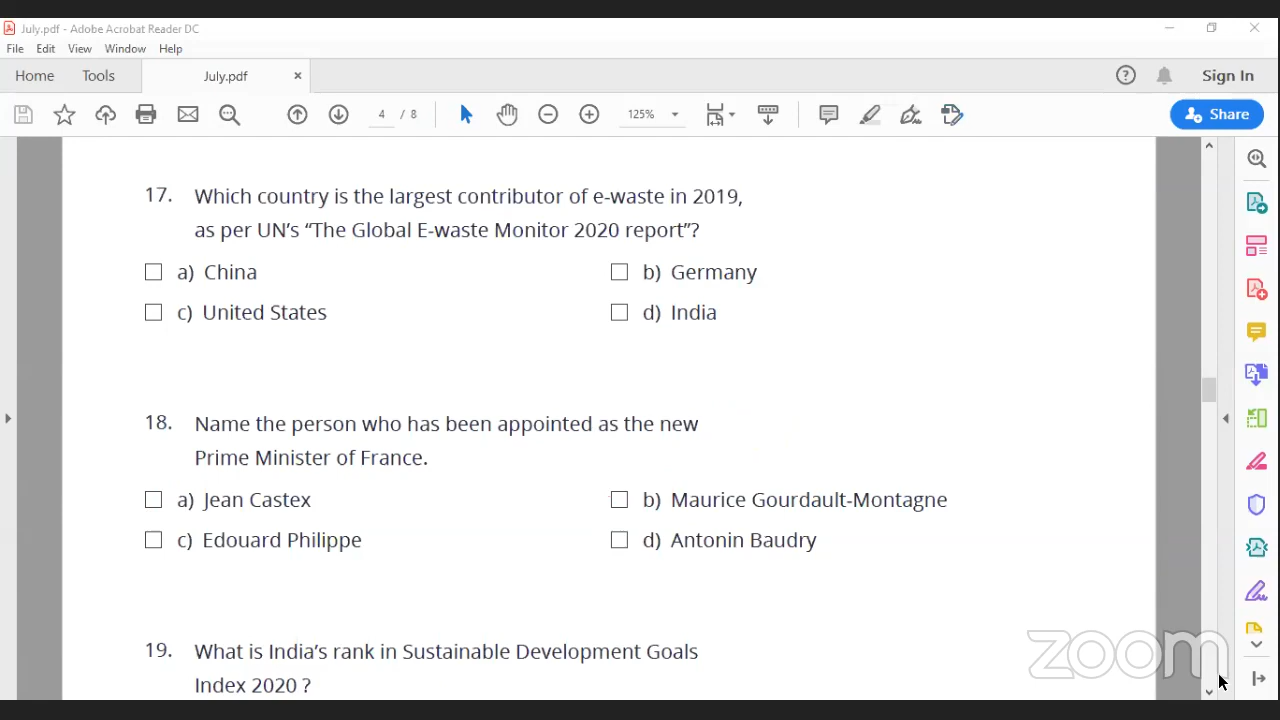 July.pdf - Adobe Acrobat Reader DC
File Edit View Window Help
Home Tools July.pdf × Sign In
4 / 8 125% Share
17. Which country is the largest contributor of e-waste in 2019,
as per UN's “The Global E-waste Monitor 2020 report”?
a) China b) Germany
c) United States d) India
18. Name the person who has been appointed as the new
Prime Minister of France.
a) Jean Castex b) Maurice Gourdault-Montagne
c) Edouard Philippe d) Antonin Baudry
19. What is India's rank in Sustainable Development Goals
Index 2020 ?
zoom